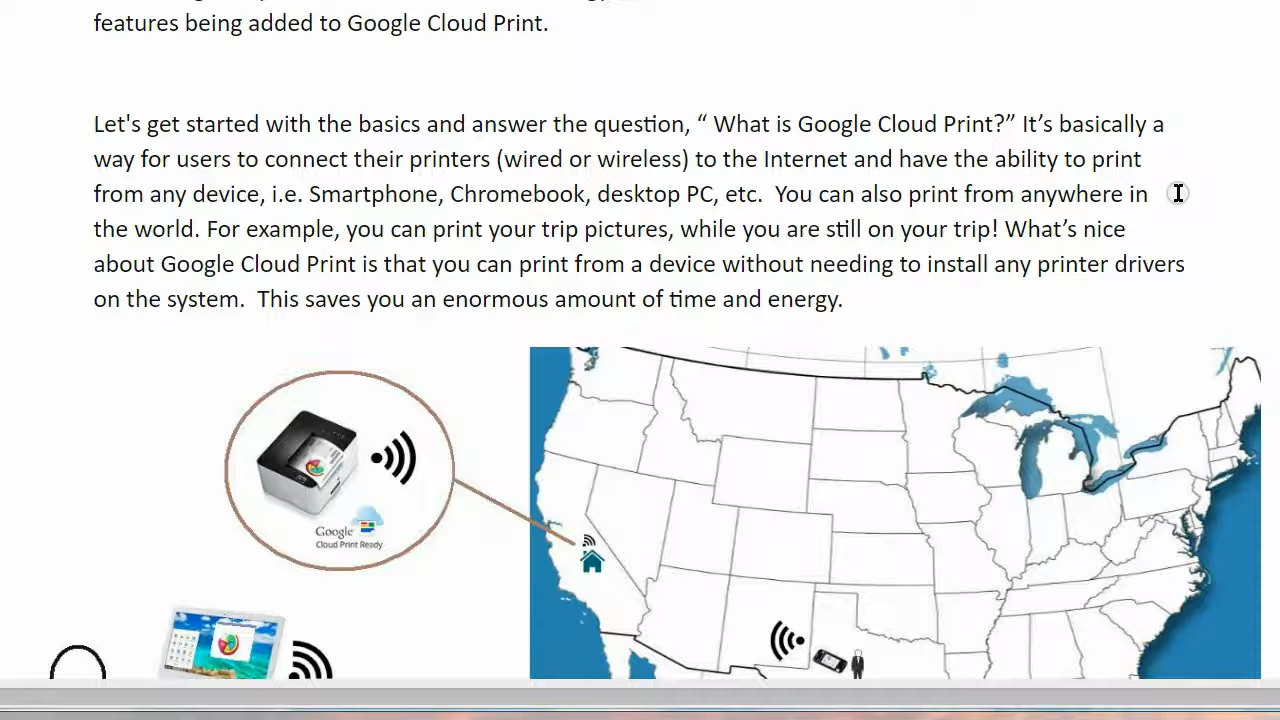 features being added to Google Cloud Print.
Let's get started with the basics and answer the question, “ What is Google Cloud Print?” It’s basically a
way for users to connect their printers (wired or wireless) to the Internet and have the ability to print
from any device, i.e. Smartphone, Chromebook, desktop PC, etc.  You can also print from anywhere in
the world. For example, you can print your trip pictures, while you are still on your trip! What’s nice
about Google Cloud Print is that you can print from a device without needing to install any printer drivers
on the system.  This saves you an enormous amount of time and energy.
Google
Cloud Print Ready